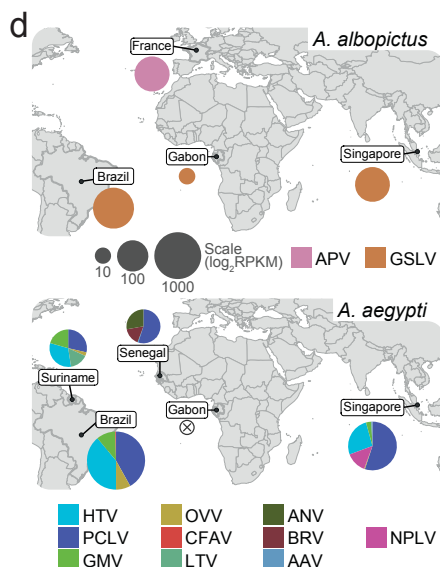 d
A. albopictus
France
Gabon
Singapore
Brazil
10
100
1000
Scale
(log2RPKM)
APV
GSLV
A. aegypti
Senegal
Suriname
Gabon
Singapore
Brazil
HTV
OVV
ANV
PCLV
CFAV
BRV
NPLV
GMV
LTV
AAV